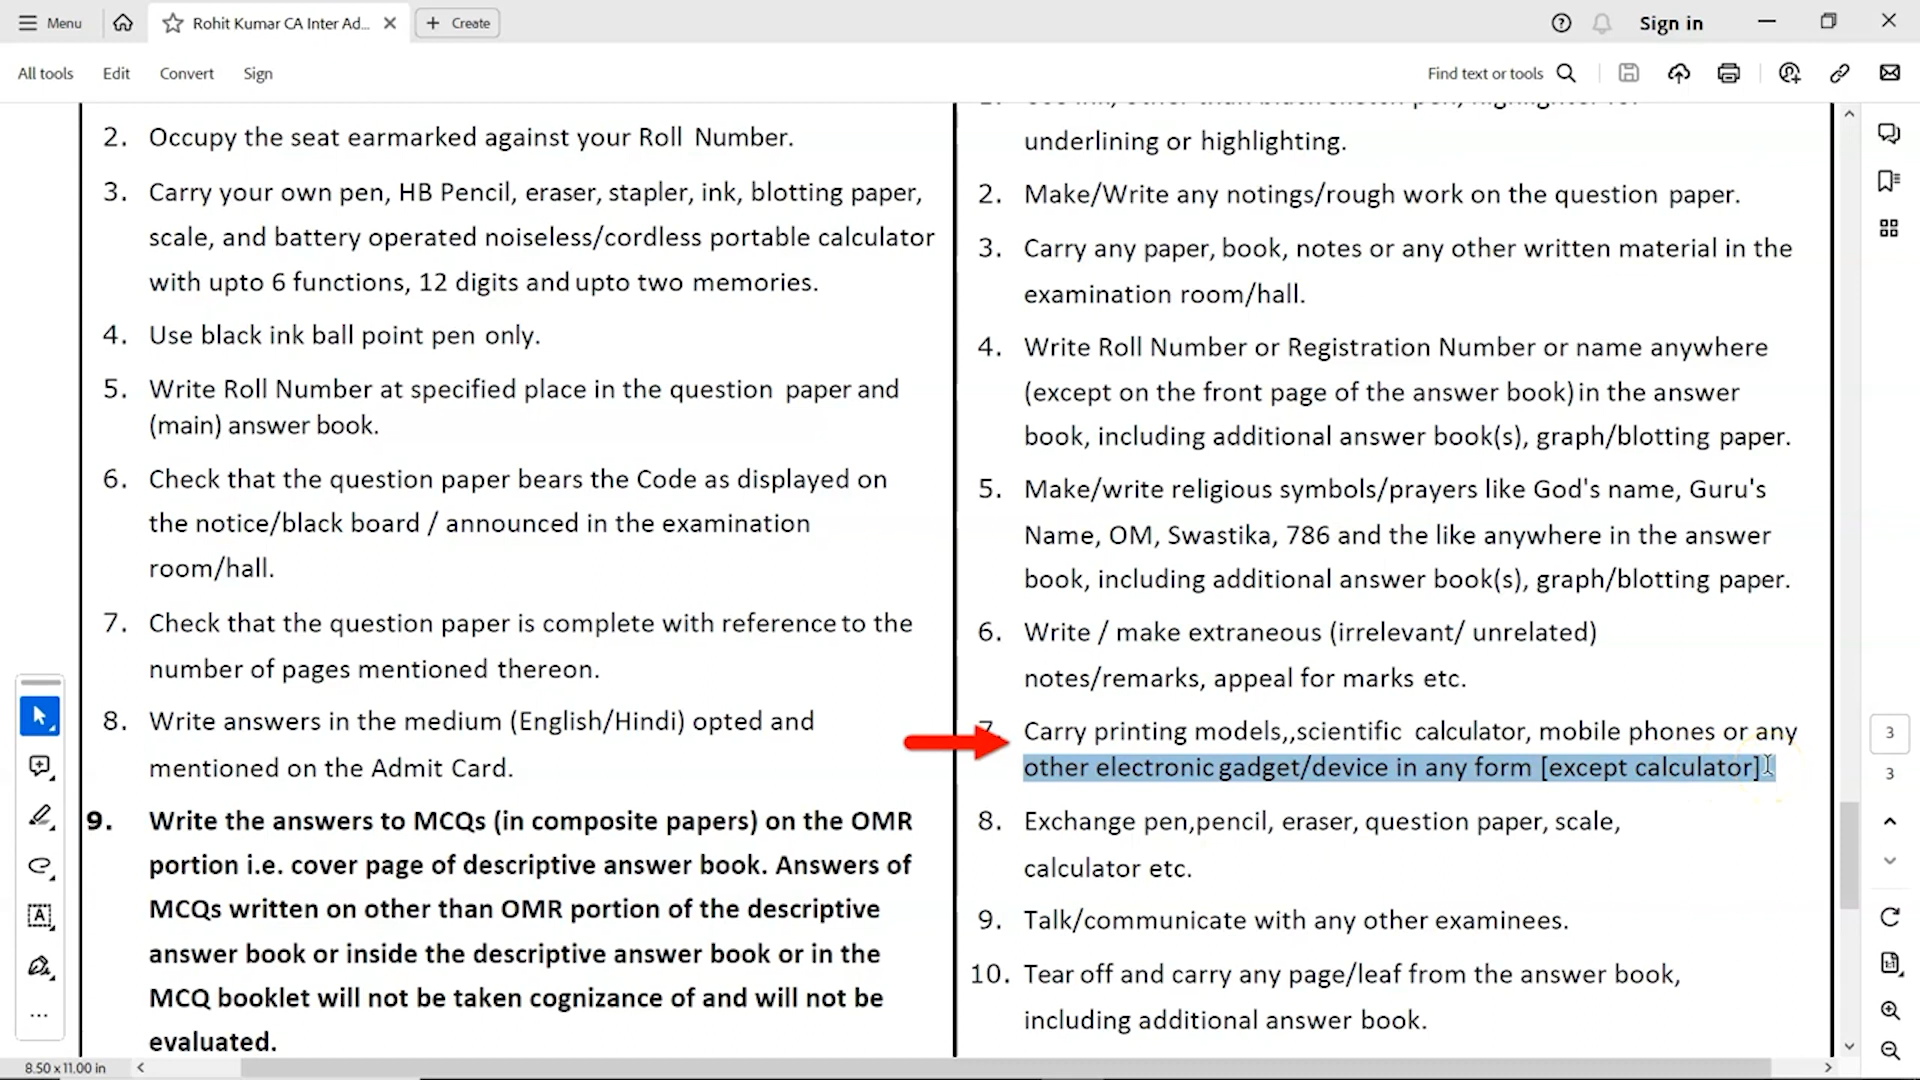 Menu
Rohit Kumar CA Inter Ad...
Create
Sign in
All tools
Edit
Convert
Sign
Find text or tools
2. Occupy the seat earmarked against your Roll Number.
3. Carry your own pen, HB Pencil, eraser, stapler, ink, blotting paper,
scale, and battery operated noiseless/cordless portable calculator
with upto 6 functions, 12 digits and upto two memories.
4. Use black ink ball point pen only.
5. Write Roll Number at specified place in the question paper and
(main) answer book.
6. Check that the question paper bears the Code as displayed on
the notice/black board / announced in the examination
room/hall.
7. Check that the question paper is complete with reference to the
number of pages mentioned thereon.
8. Write answers in the medium (English/Hindi) opted and
mentioned on the Admit Card.
9. Write the answers to MCQs (in composite papers) on the OMR
portion i.e. cover page of descriptive answer book. Answers of
MCQs written on other than OMR portion of the descriptive
answer book or inside the descriptive answer book or in the
MCQ booklet will not be taken cognizance of and will not be
evaluated.
underlining or highlighting.
2. Make/Write any notings/rough work on the question paper.
3. Carry any paper, book, notes or any other written material in the
examination room/hall.
4. Write Roll Number or Registration Number or name anywhere
(except on the front page of the answer book) in the answer
book, including additional answer book(s), graph/blotting paper.
5. Make/write religious symbols/prayers like God's name, Guru's
Name, OM, Swastika, 786 and the like anywhere in the answer
book, including additional answer book(s), graph/blotting paper.
6. Write / make extraneous (irrelevant/ unrelated)
notes/remarks, appeal for marks etc.
7. Carry printing models,,scientific calculator, mobile phones or any
other electronic gadget/device in any form [except calculator]
8. Exchange pen,pencil, eraser, question paper, scale,
calculator etc.
9. Talk/communicate with any other examinees.
10. Tear off and carry any page/leaf from the answer book,
including additional answer book.
3
3
8.50 x 11.00 in